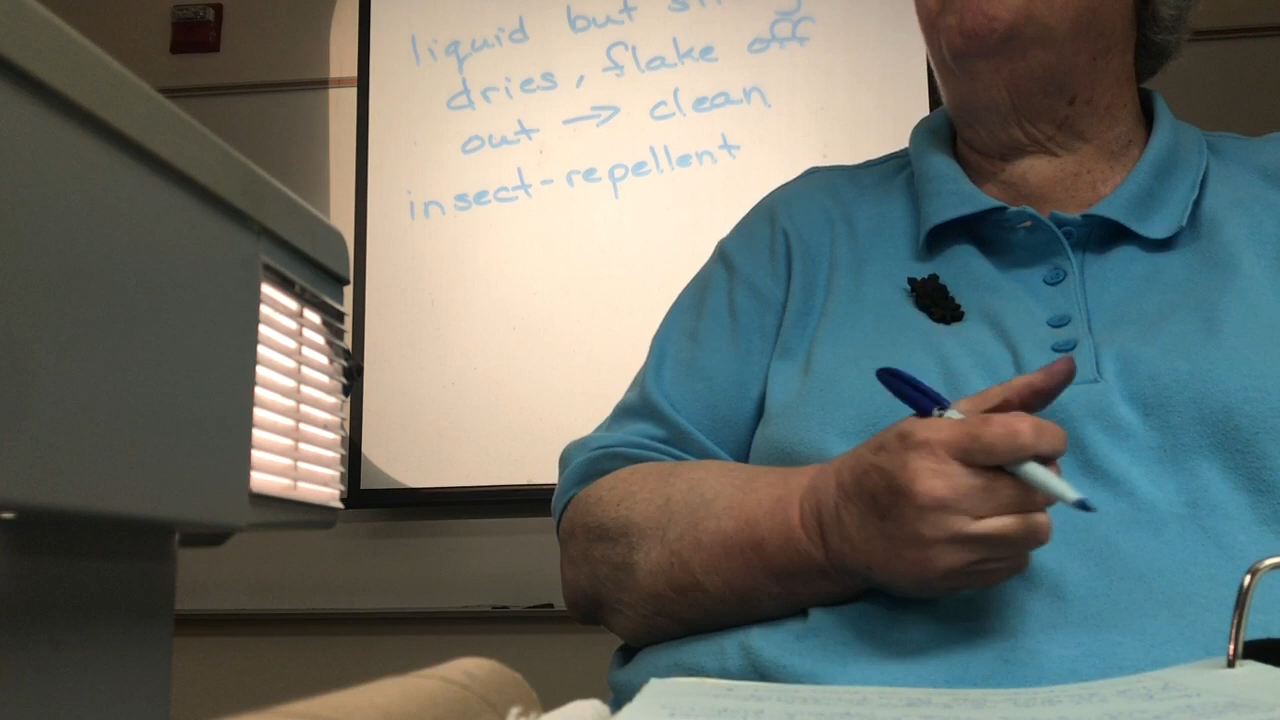 liquid but
dries, flake off
out → clean
insect-repellent